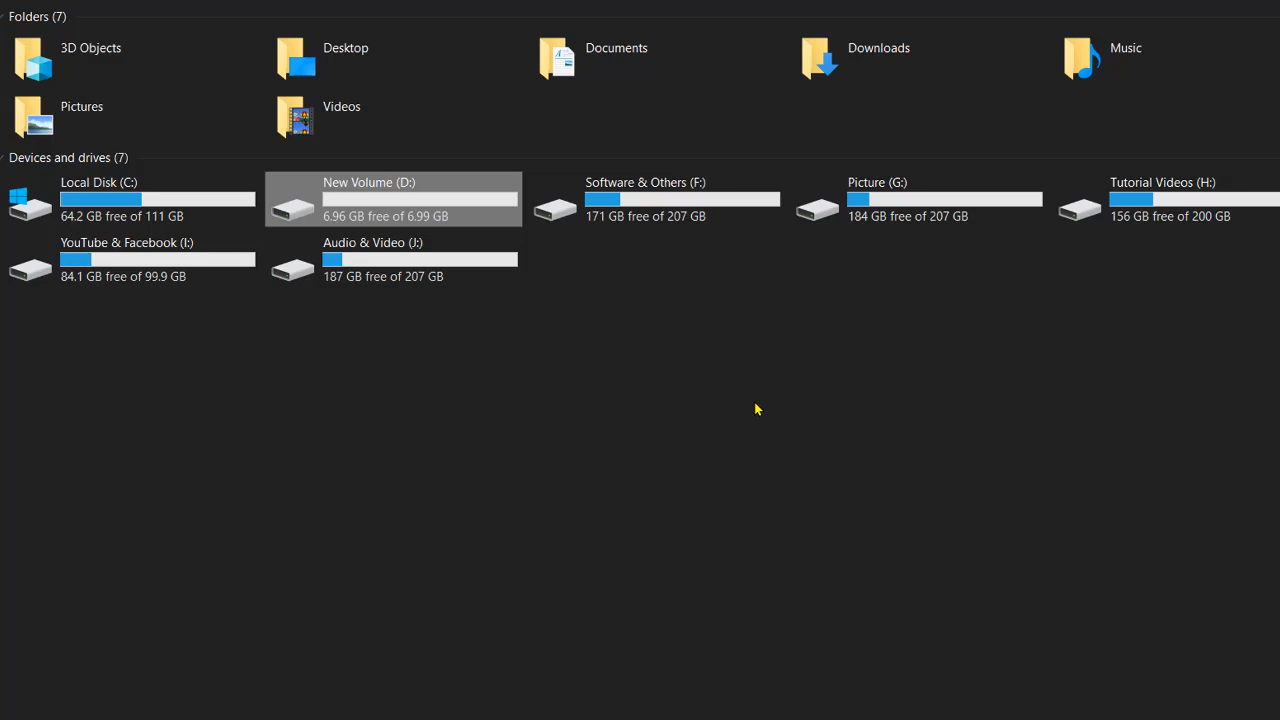 Folders (7)
3D Objects
Desktop
Documents
Downloads
Music
Pictures
Videos
Devices and drives (7)
Local Disk (C:)
64.2 GB free of 111 GB
New Volume (D:)
6.96 GB free of 6.99 GB
Software & Others (F:)
171 GB free of 207 GB
Picture (G:)
184 GB free of 207 GB
Tutorial Videos (H:)
156 GB free of 200 GB
YouTube & Facebook (I:)
84.1 GB free of 99.9 GB
Audio & Video (J:)
187 GB free of 207 GB